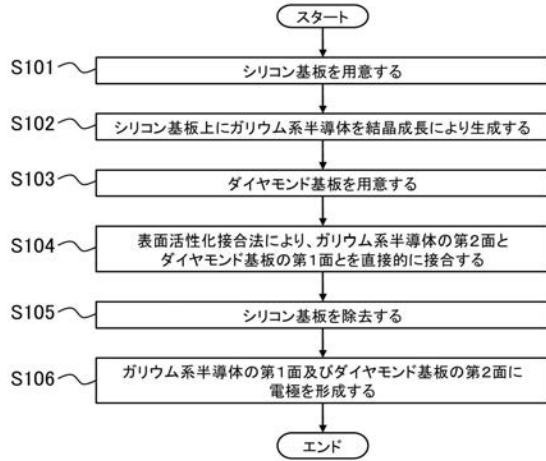 スタート
S101
シリコン基板を用意する
S102
シリコン基板上にガリウム系半導体を結晶成長により生成する
S103
ダイヤモンド基板を用意する
S104
表面活性化接合法により、ガリウム系半導体の第2面と
ダイヤモンド基板の第1面とを直接的に接合する
S105
シリコン基板を除去する
S106
ガリウム系半導体の第1面及びダイヤモンド基板の第2面に
電極を形成する
エンド